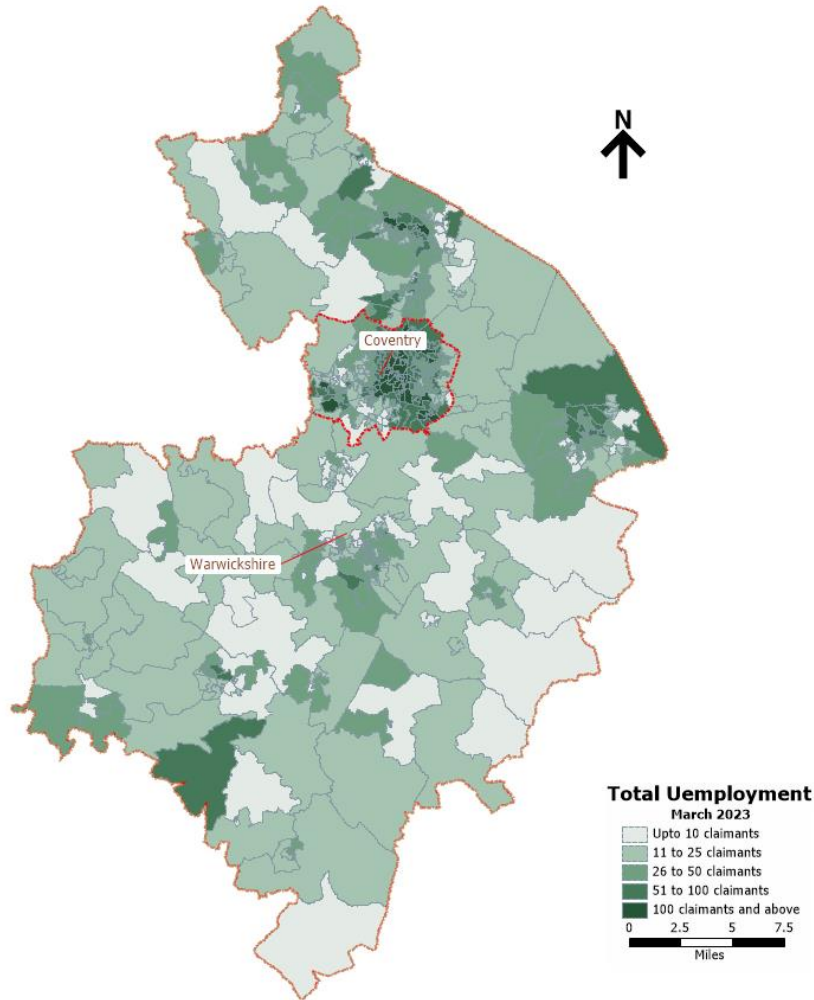 N
Coventry
Warwickshire
Total Uemployment
March 2023
Upto 10 claimants
11 to 25 claimants
26 to 50 claimants
51 to 100 claimants
100 claimants and above
0 2.5 5 7.5
Miles